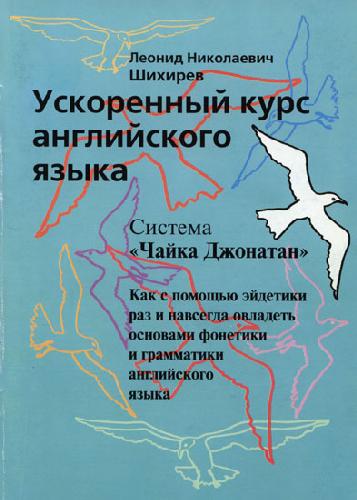 Леонид Николаевич
Шихирев
Ускоренный курс
английского
языка
Система
«Чайка Джонатан»
Как с помощью эйдетики
раз и навсегда овладеть
основами фонетики
и грамматики
английского
языка